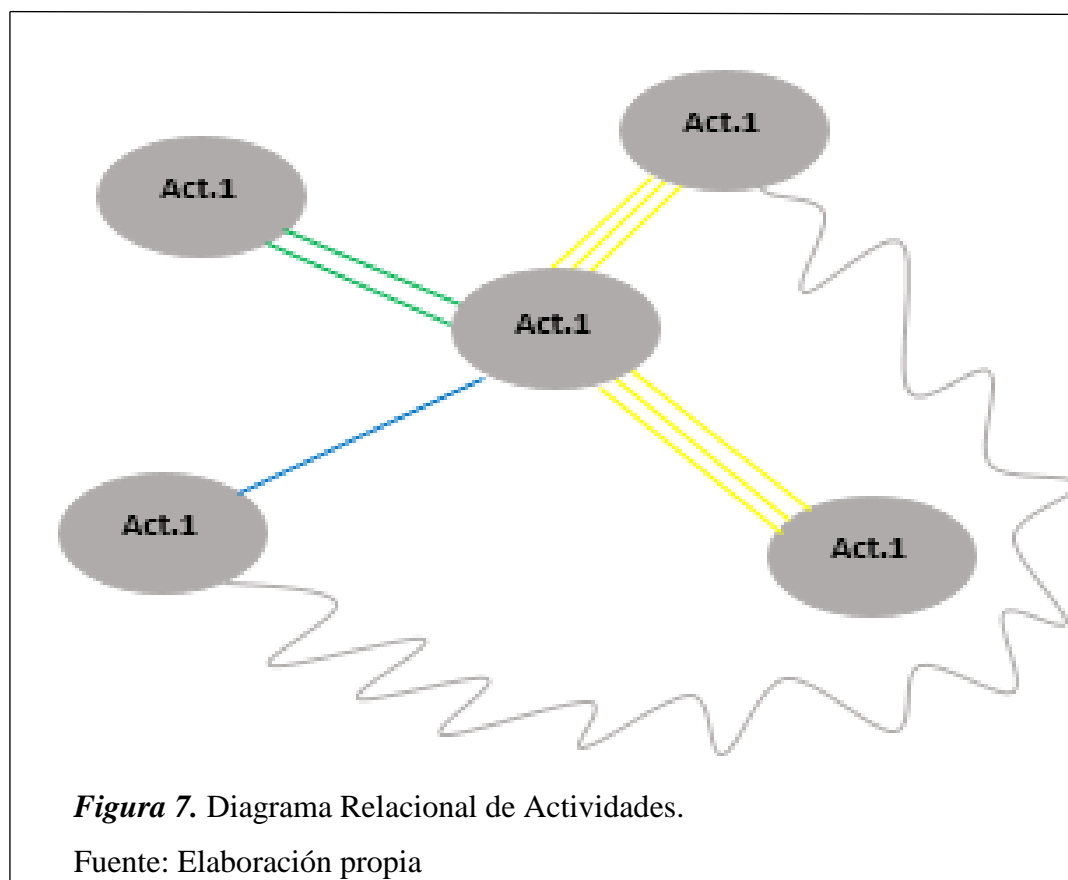 Act.1
Act.1
Act.1
Act.1
Act.1
Figura 7. Diagrama Relacional de Actividades.
Fuente: Elaboración propia